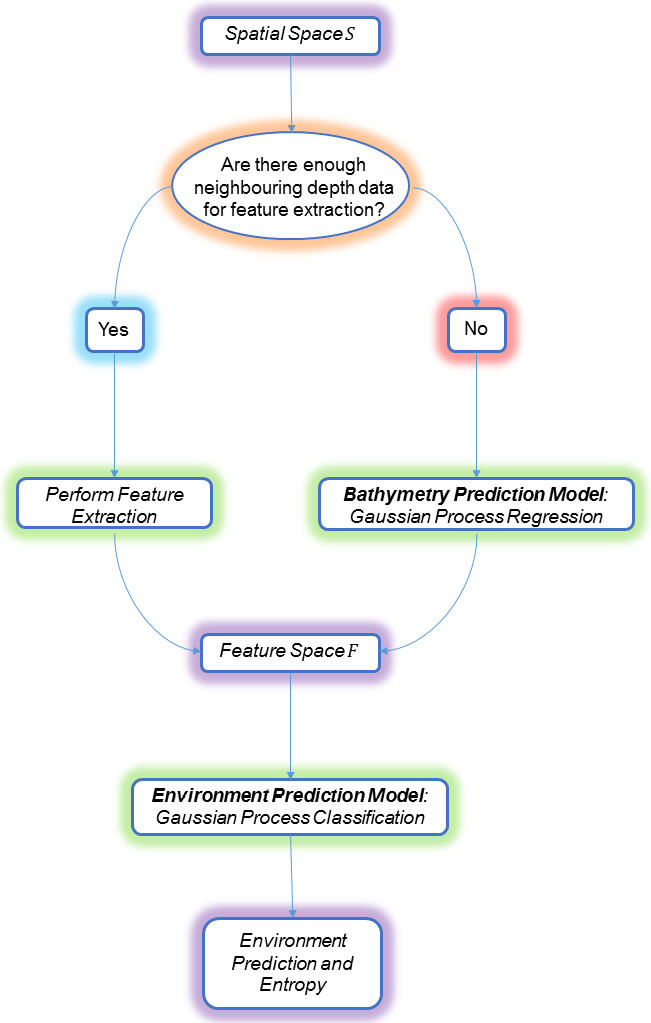 Spatial Space S
Are there enough
neighbouring depth data
for feature extraction?
Yes
No
Perform Feature
Extraction
Bathymetry Prediction Model:
Gaussian Process Regression
Feature Space F
Environment Prediction Model:
Gaussian Process Classification
Environment
Prediction and
Entropy